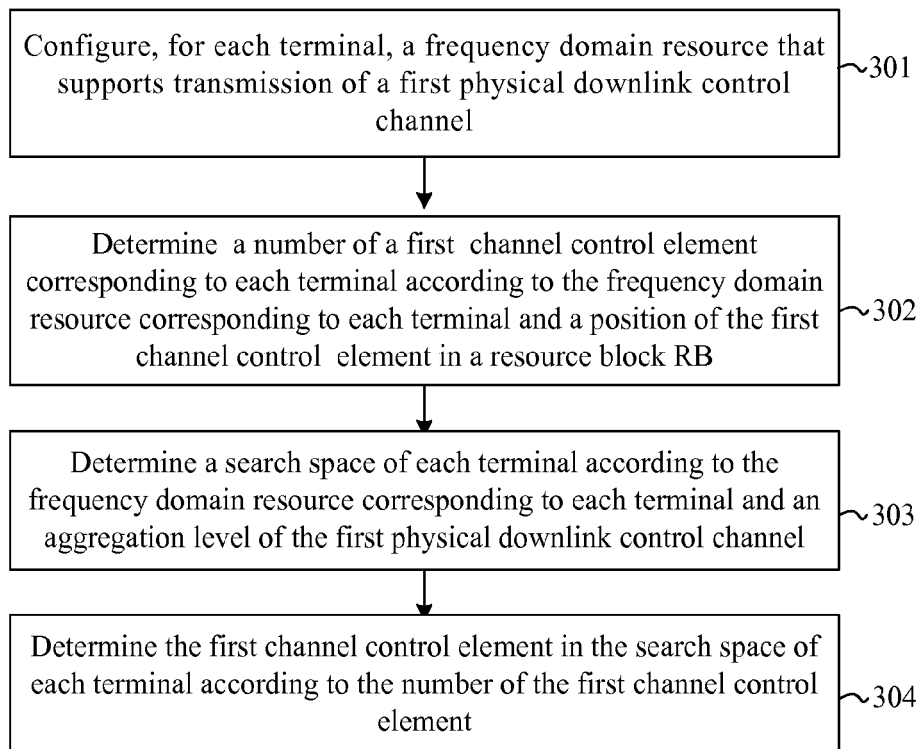 Configure, for each terminal, a frequency domain resource that
supports transmission of a first physical downlink control
channel
301
Determine a number of a first channel control element
corresponding to each terminal according to the frequency domain
resource corresponding to each terminal and a position of the first
channel control element in a resource block RB
302
Determine a search space of each terminal according to the
frequency domain resource corresponding to each terminal and an
aggregation level of the first physical downlink control channel
303
Determine the first channel control element in the search space of
each terminal according to the number of the first channel control
element
304